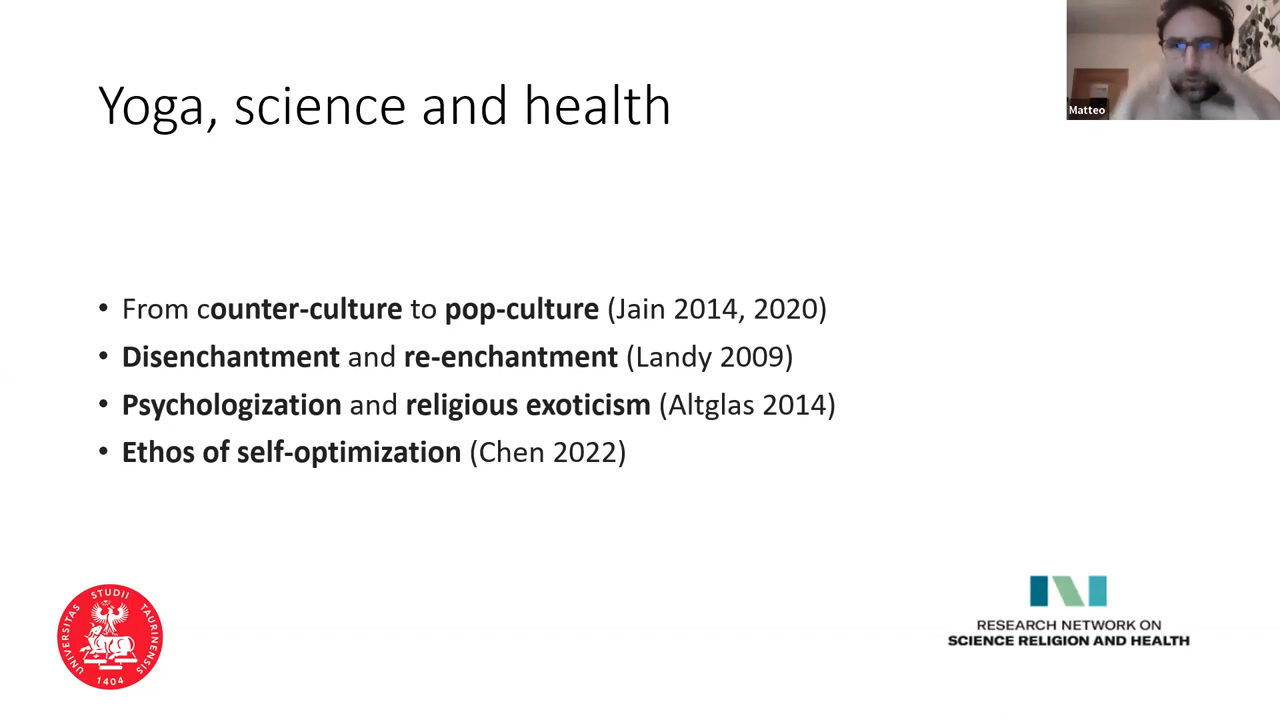 Yoga, science and health
Matteo
• From counter-culture to pop-culture (Jain 2014, 2020)
• Disenchantment and re-enchantment (Landy 2009)
• Psychologization and religious exoticism (Altglas 2014)
• Ethos of self-optimization (Chen 2022)
UNIVERSITAS STUDII TAURINENSIS
1404
RESEARCH NETWORK ON
SCIENCE RELIGION AND HEALTH